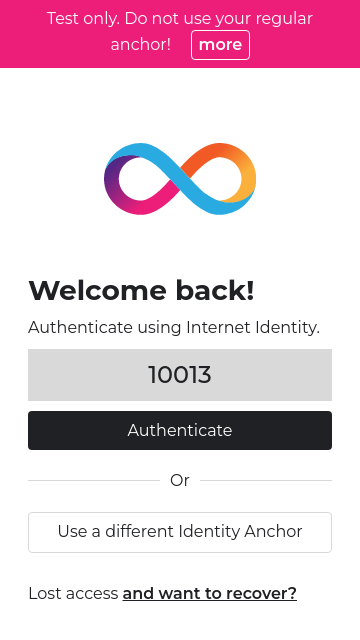 Test only. Do not use your regular
anchor! more
Welcome back!
Authenticate using Internet Identity.
10013
Authenticate
Or
Use a different Identity Anchor
Lost access and want to recover?